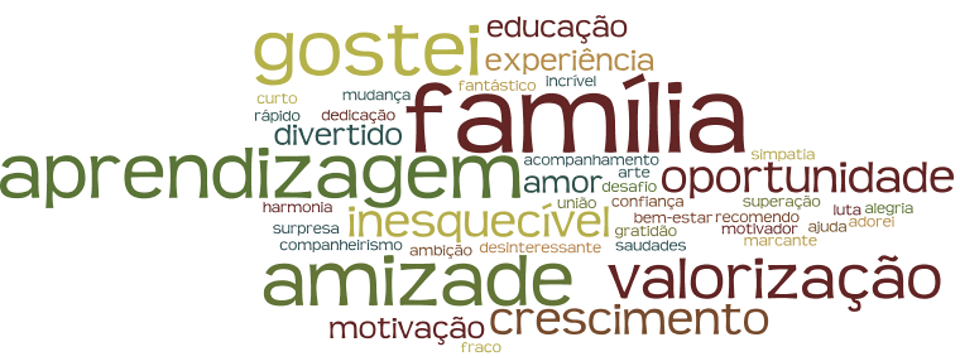 educação
gostei
experiência
fantástico incrível
curto mudança
família
rápido dedicação
divertido
aprendizagem
acompanhamento simpatia
amor arte oportunidade
desafio
harmonia inesquecível união confiança superação luta alegria
surpresa gratidão bem-estar recomendo motivador ajuda adorei
companheirismo ambição desinteressante saudades marcante
amizade valorização
motivação crescimento
fraco